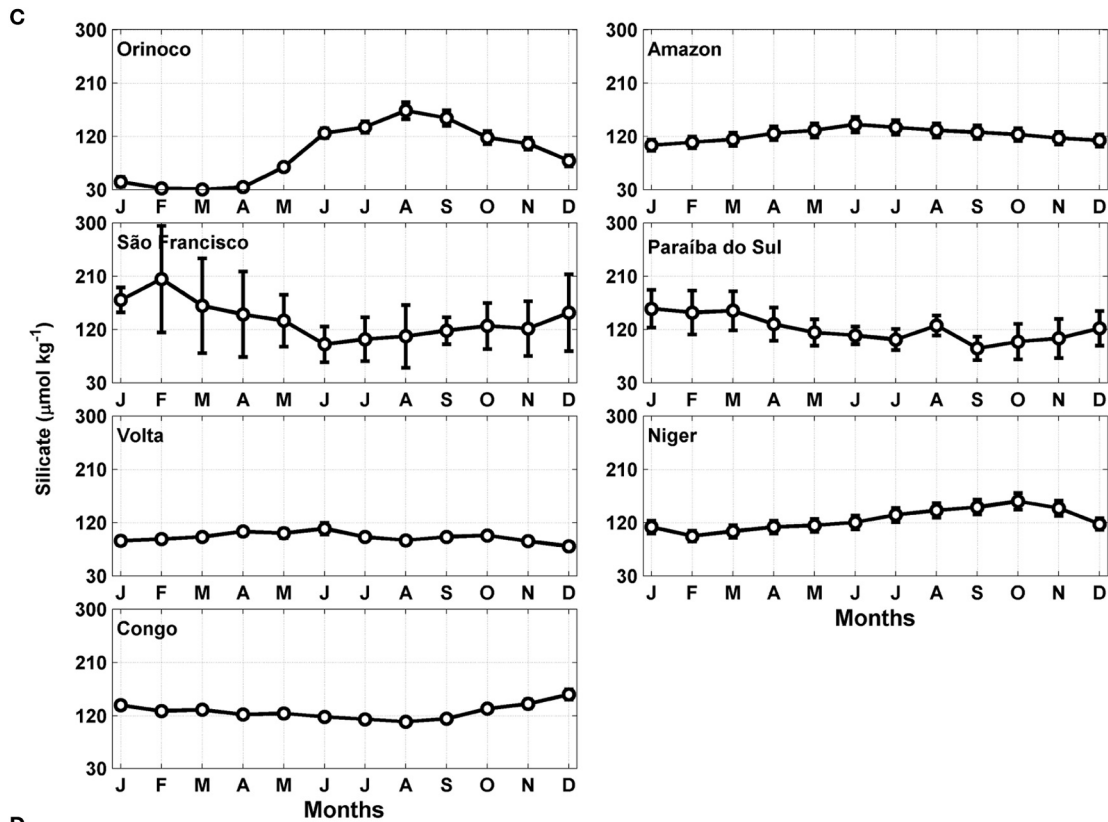 C
Silicate (μmol kg⁻¹)
300
Orinoco
210
120
30
J F M A M J J A S O N D
300
Amazon
210
120
30
J F M A M J J A S O N D
300
São Francisco
210
120
30
J F M A M J J A S O N D
300
Paraíba do Sul
210
120
30
J F M A M J J A S O N D
300
Volta
210
120
30
J F M A M J J A S O N D
300
Niger
210
120
30
J F M A M J J A S O N D
Months
300
Congo
210
120
30
J F M A M J J A S O N D
Months